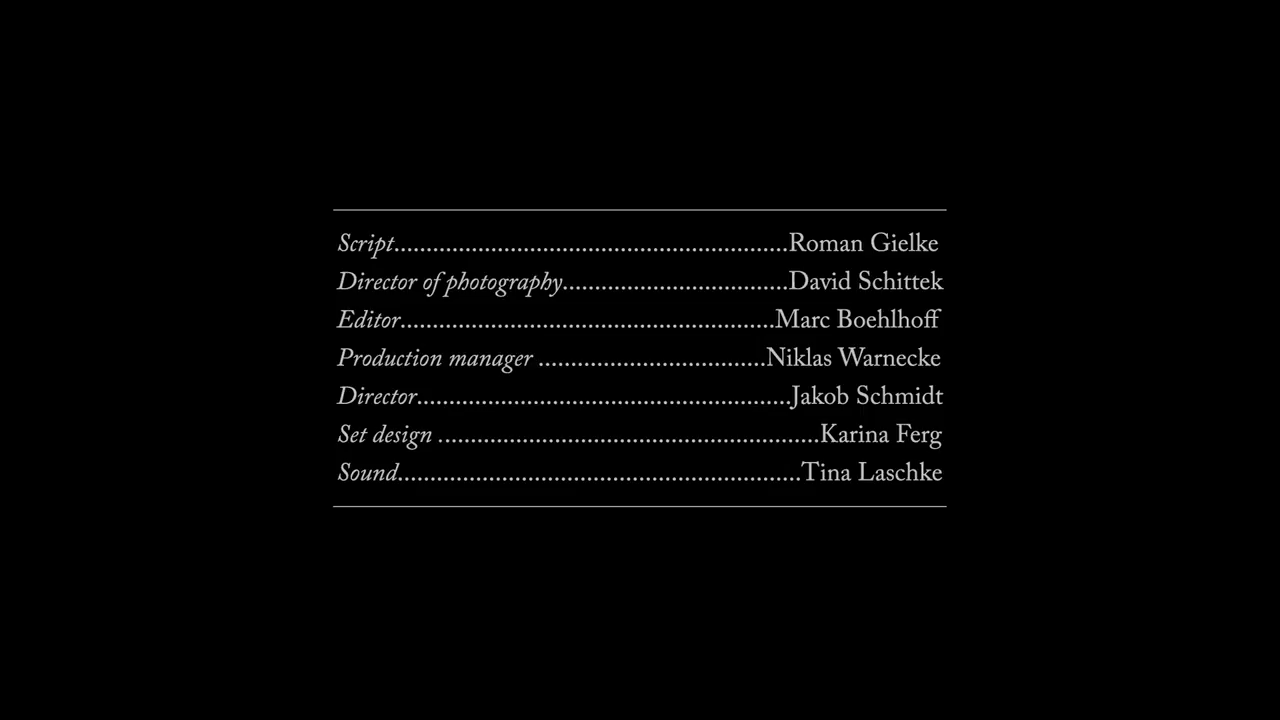 Script..............................................................Roman Gielke
Director of photography...................................David Schittek
Editor...........................................................Marc Boehlhoff
Production manager ...................................Niklas Warnecke
Director..........................................................Jakob Schmidt
Set design ...........................................................Karina Ferg
Sound...............................................................Tina Laschke